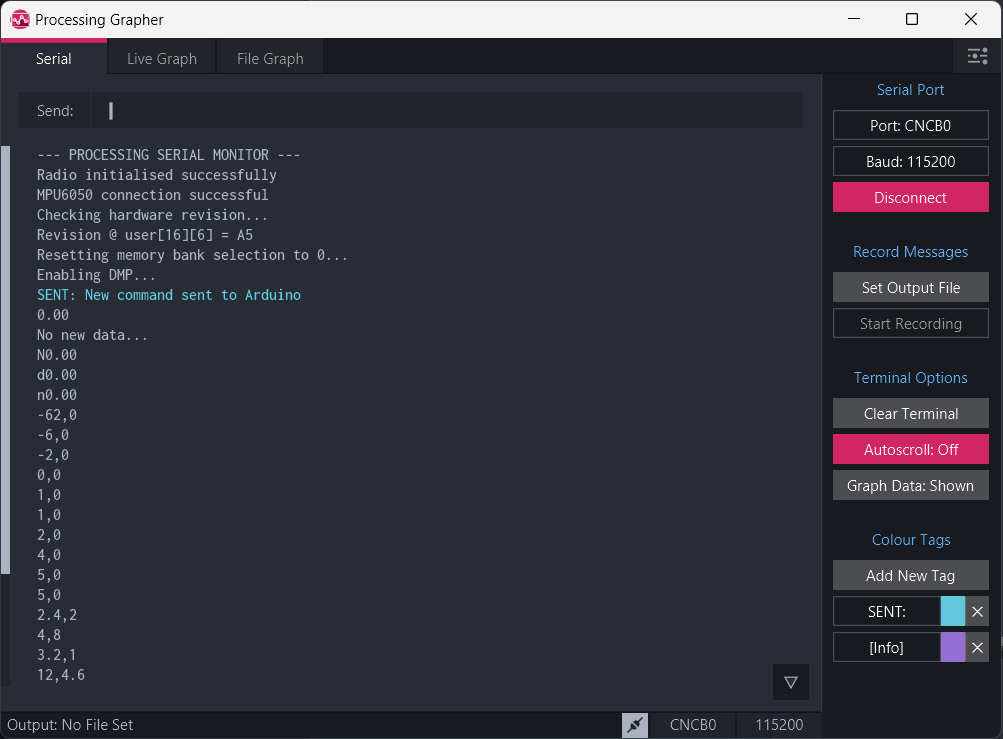 Processing Grapher
Serial
Live Graph
File Graph
Send:
--- PROCESSING SERIAL MONITOR ---
Radio initialised successfully
MPU6050 connection successful
Checking hardware revision...
Revision @ user[16][6] = A5
Resetting memory bank selection to 0...
Enabling DMP...
SENT: New command sent to Arduino
0.00
No new data...
N0.00
d0.00
n0.00
-62,0
-6,0
-2,0
0,0
1,0
1,0
2,0
4,0
5,0
5,0
2.4,2
4,8
3.2,1
12,4.6
Serial Port
Port: CNCB0
Baud: 115200
Disconnect
Record Messages
Set Output File
Start Recording
Terminal Options
Clear Terminal
Autoscroll: Off
Graph Data: Shown
Colour Tags
Add New Tag
SENT:
[Info]
Output: No File Set
CNCB0
115200